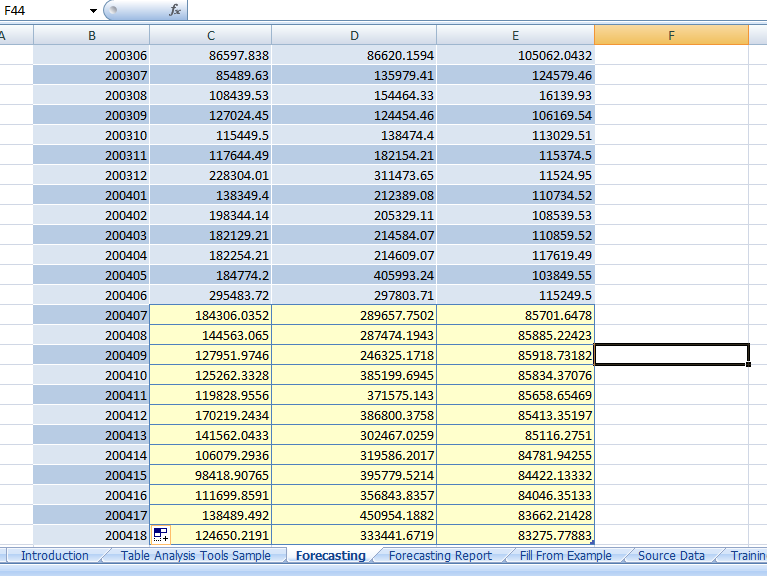 F44 fx
A B C D E F
200306 86597.838 86620.1594 105062.0432
200307 85489.63 135979.41 124579.46
200308 108439.53 154464.33 16139.93
200309 127024.45 124454.46 106169.54
200310 115449.5 138474.4 113029.51
200311 117644.49 182154.21 115374.5
200312 228304.01 311473.65 11524.95
200401 138349.4 212389.08 110734.52
200402 198344.14 205329.11 108539.53
200403 182129.21 214584.07 110859.52
200404 182254.21 214609.07 117619.49
200405 184774.2 405993.24 103849.55
200406 295483.72 297803.71 115249.5
200407 184306.0352 289657.7502 85701.6478
200408 144563.065 287474.1943 85885.22423
200409 127951.9746 246325.1718 85918.73182
200410 125262.3328 385199.6945 85834.37076
200411 119828.9556 371575.143 85658.65469
200412 170219.2434 386800.3758 85413.35197
200413 141562.0433 302467.0259 85116.2751
200414 106079.2936 319586.2017 84781.94255
200415 98418.90765 395779.5214 84422.13332
200416 111699.8591 356843.8357 84046.35133
200417 138489.492 450954.1882 83662.21428
200418 124650.2191 333441.6719 83275.77883
Introduction Table Analysis Tools Sample Forecasting Forecasting Report Fill From Example Source Data Trainin